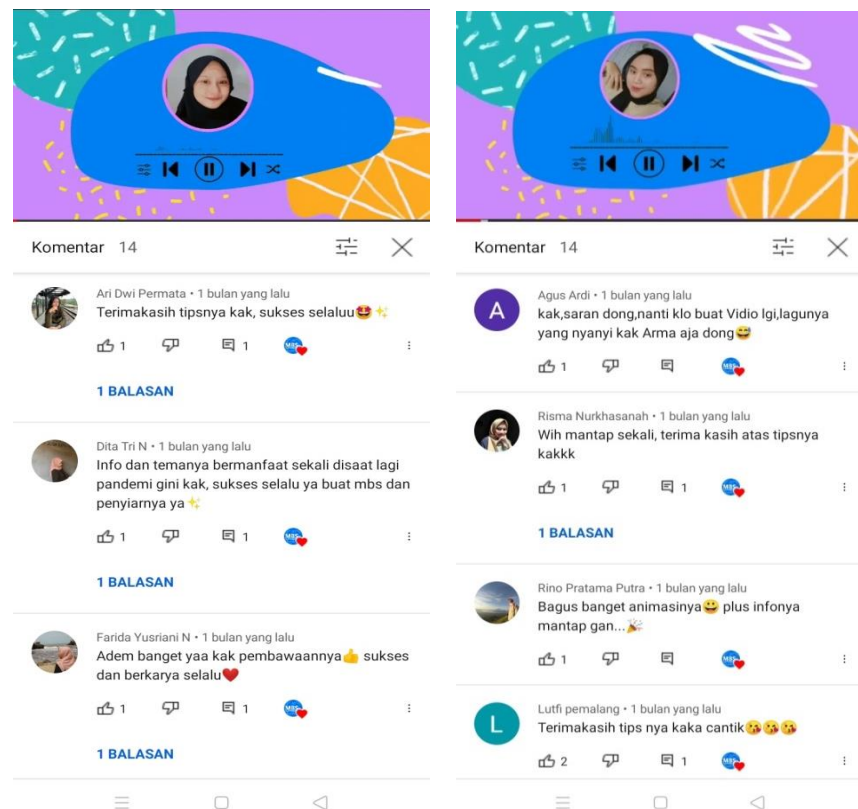 Komentar 14
Ari Dwi Permata • 1 bulan yang lalu
Terimakasih tipsnya kak, sukses selaluu🤩✨
1 1
1 BALASAN
Dita Tri N • 1 bulan yang lalu
Info dan temanya bermanfaat sekali disaat lagi
pandemi gini kak, sukses selalu ya buat mbs dan
penyiarnya ya✨
1 1
1 BALASAN
Farida Yusriani N • 1 bulan yang lalu
Adem banget yaa kak pembawaannya👍 sukses
dan berkarya selalu❤️
1 1
1 BALASAN
Komentar 14
A
Agus Ardi • 1 bulan yang lalu
kak,saran dong,nanti klo buat Vidio lgi,lagunya
yang nyanyi kak Arma aja dong😅
1
Risma Nurkhasanah • 1 bulan yang lalu
Wih mantap sekali, terima kasih atas tipsnya
kakkk
1 1
1 BALASAN
Rino Pratama Putra • 1 bulan yang lalu
Bagus banget animasinya😀 plus infonya
mantap gan...🎉
1
L
Lutfi pemalang • 1 bulan yang lalu
Terimakasih tips nya kaka cantik😘😘😘
2 1